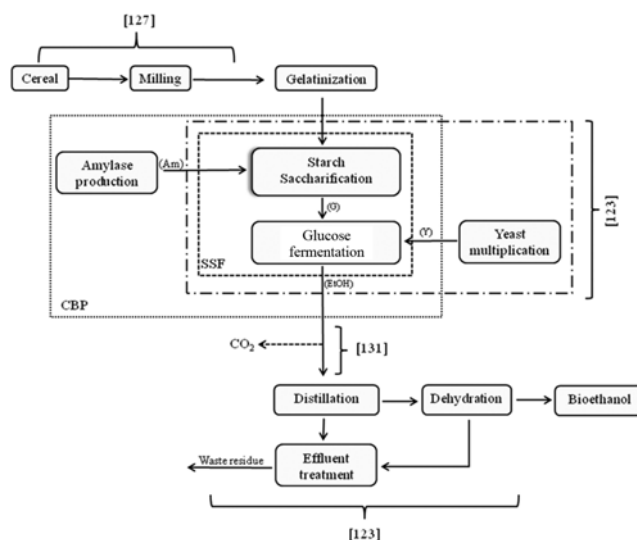 [127]
Cereal
Milling
Gelatinization
Amylase
production
(Am)
Starch
Saccharification
[123]
(G)
Glucose
fermentation
(Y)
Yeast
multiplication
SSF
(EtOH)
CBP
CO2
[131]
Distillation
Dehydration
Bioethanol
Waste residue
Effluent
treatment
[123]